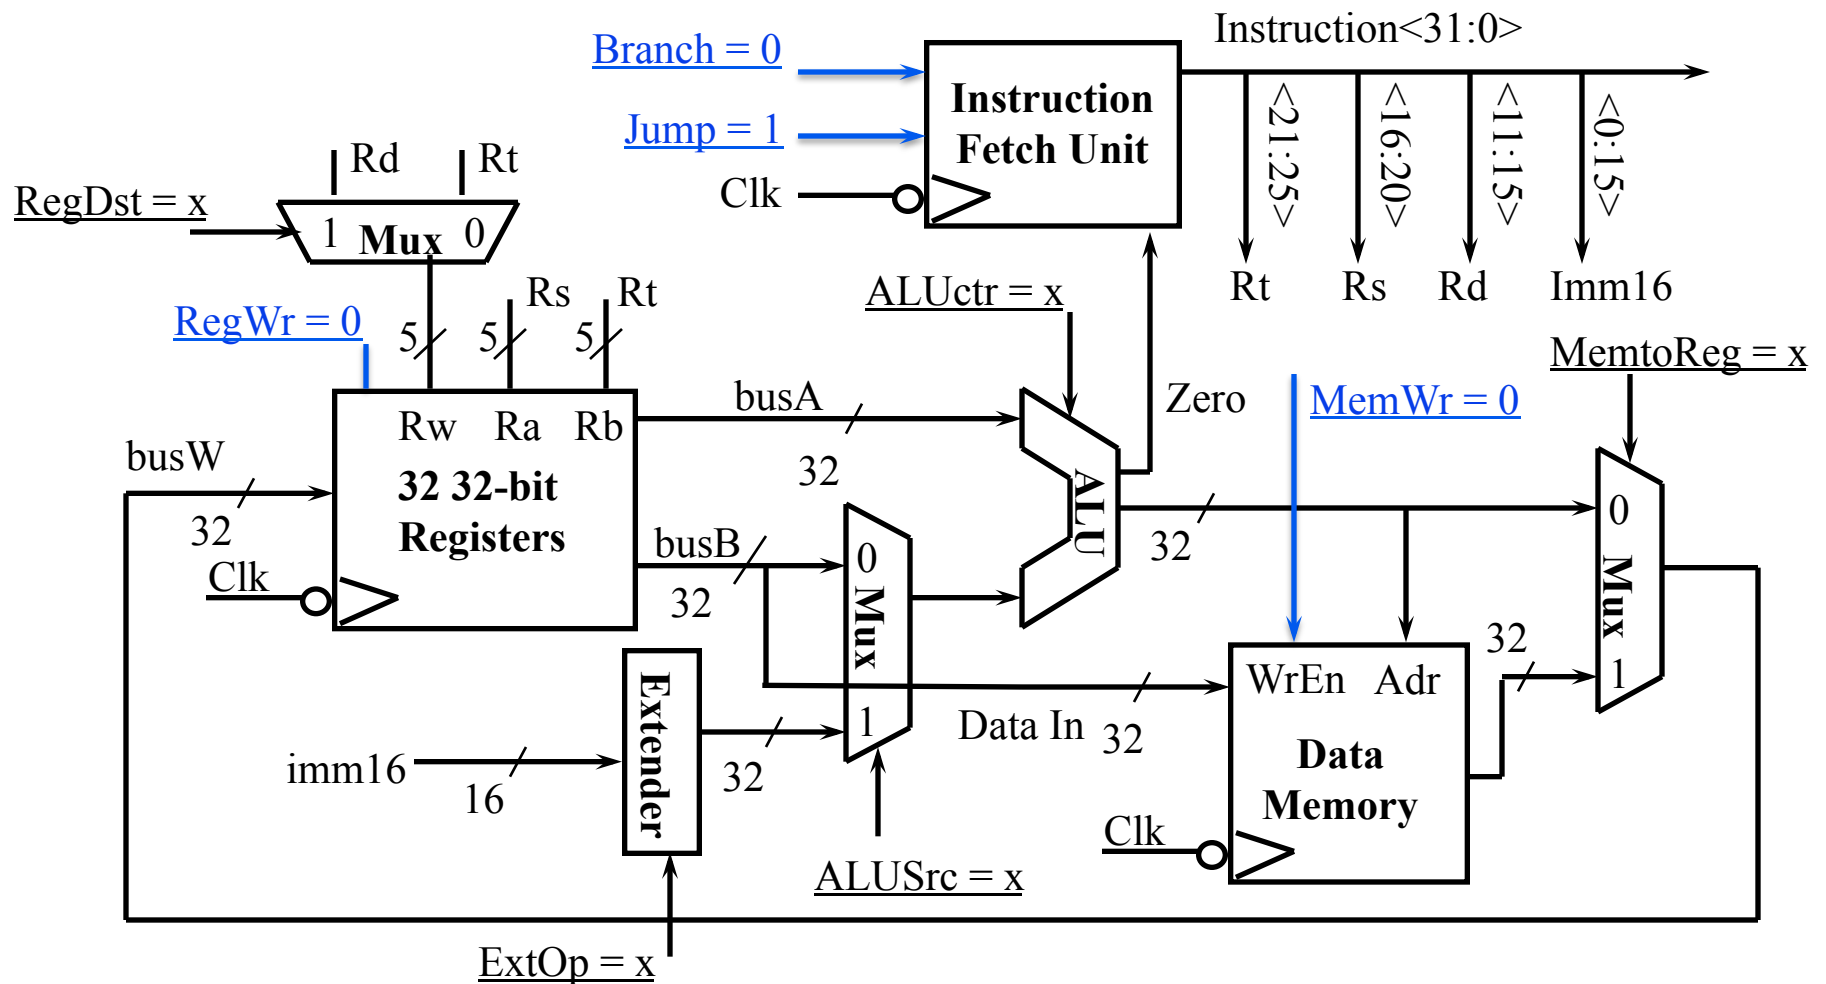 Instruction<31:0>
Branch = 0
Jump = 1
Clk
Instruction
Fetch Unit
<21:25>
<16:20>
<11:15>
<0:15>
Rt
Rs
Rd
Imm16
Rd
Rt
RegDst = x
1
Mux
0
RegWr = 0
5
5
Rs
5
Rt
ALUctr = x
Zero
MemWr = 0
MemtoReg = x
busW
32
Clk
Rw
Ra
Rb
32 32-bit
Registers
busA
32
busB
32
0
Mux
1
ALU
32
0
Mux
1
imm16
16
Extender
32
Data In
32
WrEn
Adr
Data
Memory
Clk
32
ALUSrc = x
ExtOp = x